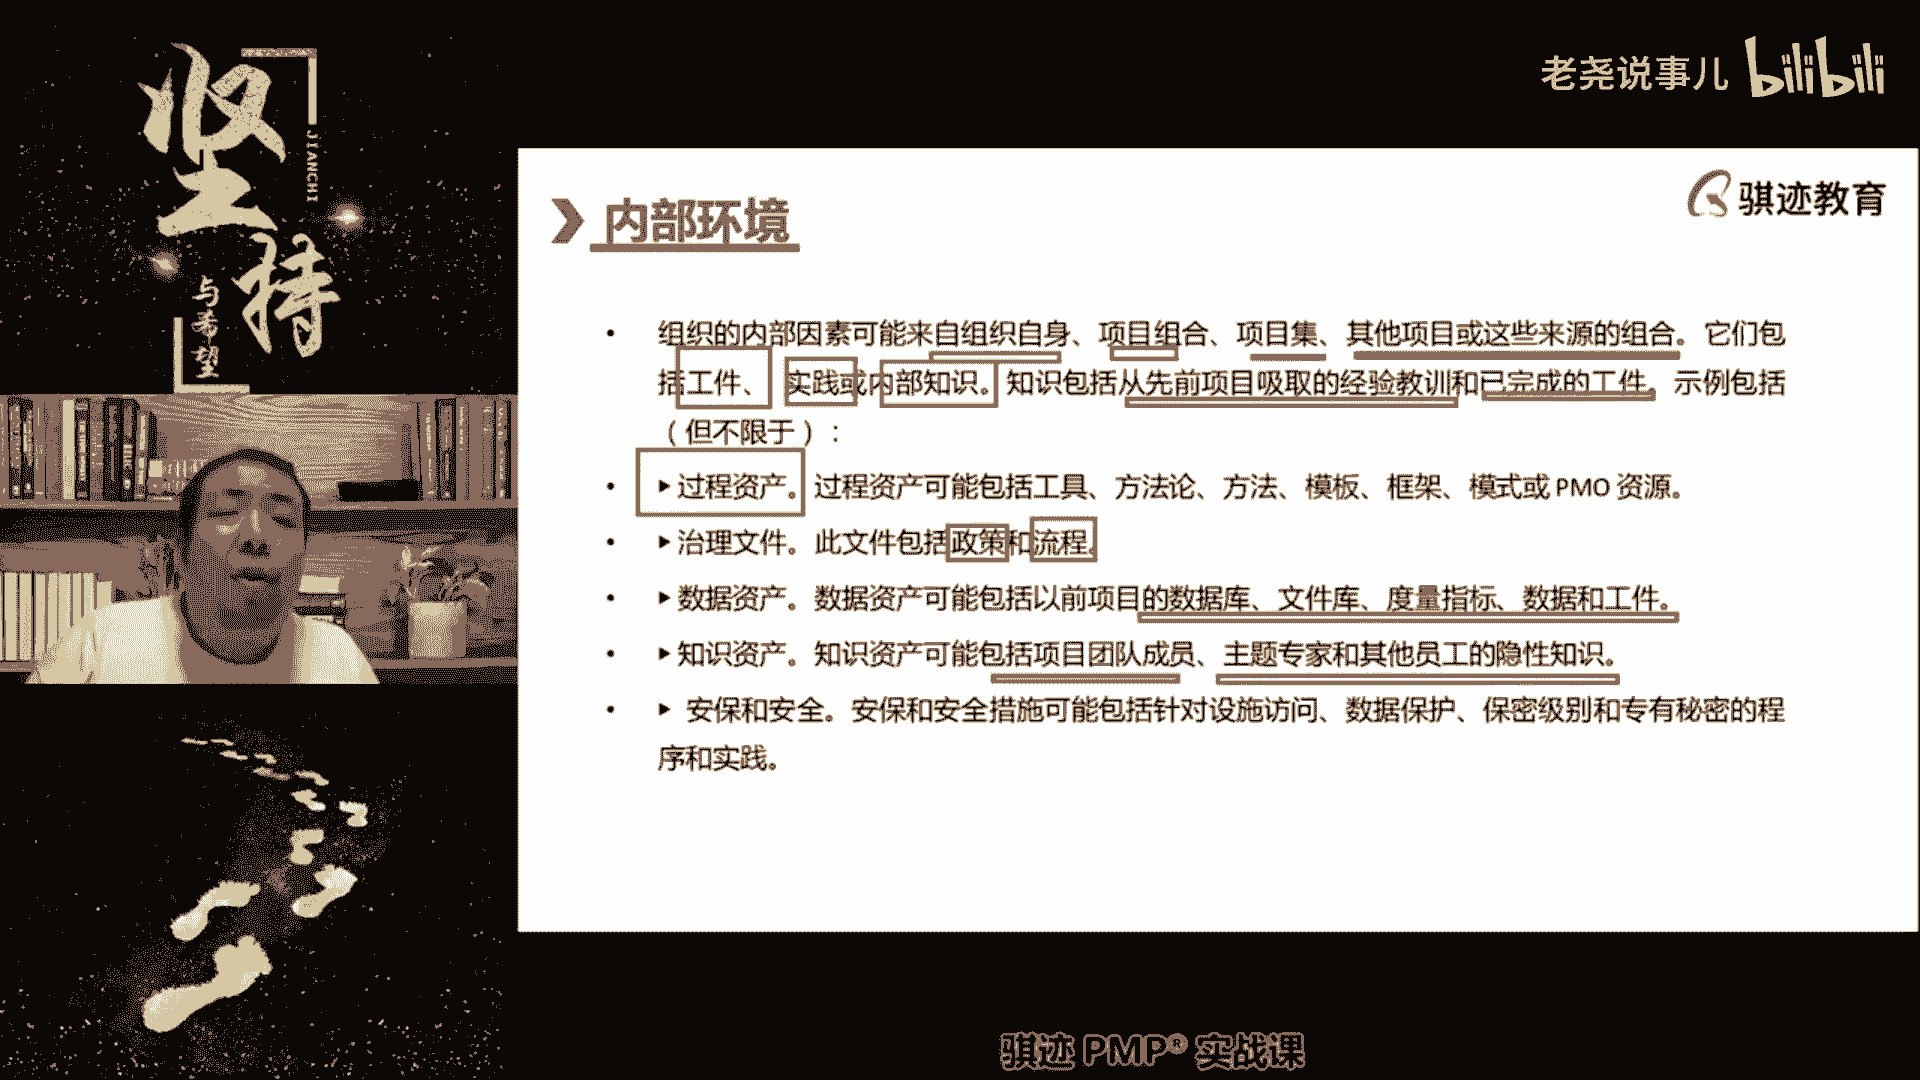 坚持
JIANCHI
与希望
老尧说事儿 bilibili
骐迹教育
内部环境
• 组织的内部因素可能来自组织自身、项目组合、项目集、其他项目或这些来源的组合。它们包
括工件、实践或内部知识。知识包括从先前项目吸取的经验教训和已完成的工件。示例包括
（但不限于）：
• ▶过程资产。过程资产可能包括工具、方法论、方法、模板、框架、模式或 PMO 资源。
• ▶治理文件。此文件包括政策和流程。
• ▶数据资产。数据资产可能包括以前项目的数据库、文件库、度量指标、数据和工件。
• ▶知识资产。知识资产可能包括项目团队成员、主题专家和其他员工的隐性知识。
• ▶ 安保和安全。安保和安全措施可能包括针对设施访问、数据保护、保密级别和专有秘密的程
序和实践。
骐迹 PMP® 实战课